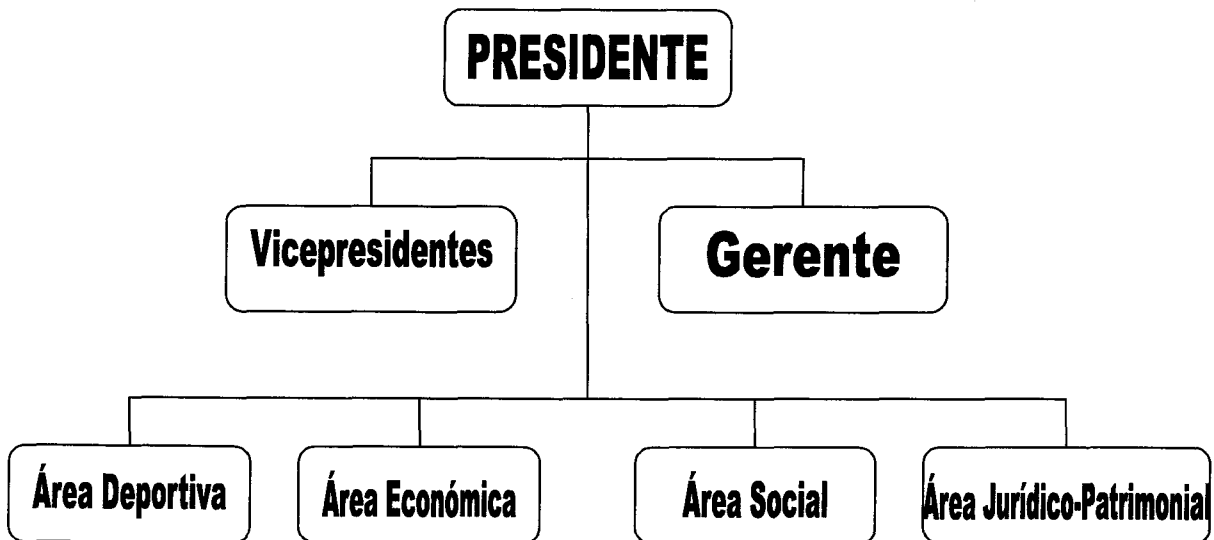 PRESIDENTE
Vicepresidentes
Gerente
Área Deportiva
Área Económica
Área Social
Área Jurídico-Patrimonial